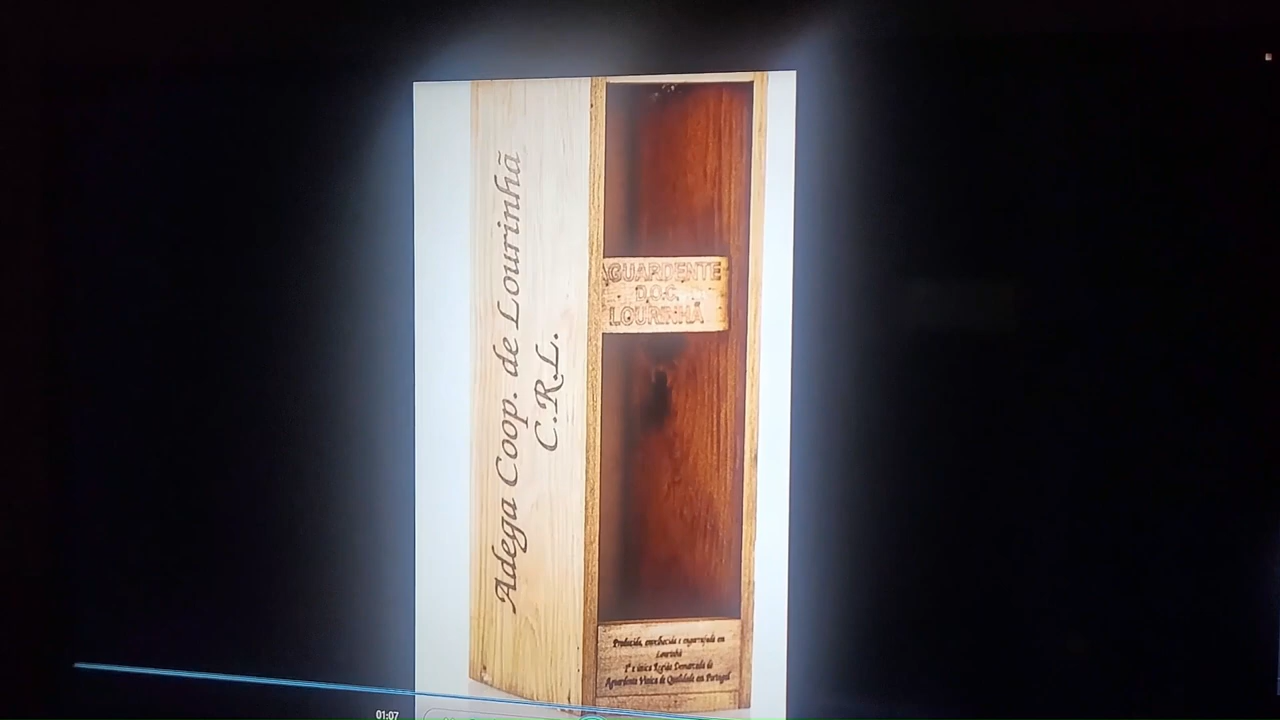 Adega Coop. de Lourinhã
C.R.L.
AGUARDENTE
D.O.C.
LOURINHÃ
Produzida, envelhecida e engarrafada em
Lourinhã
1ª e única Região Demarcada de
Aguardente Vínica de Qualidade em Portugal
01:07